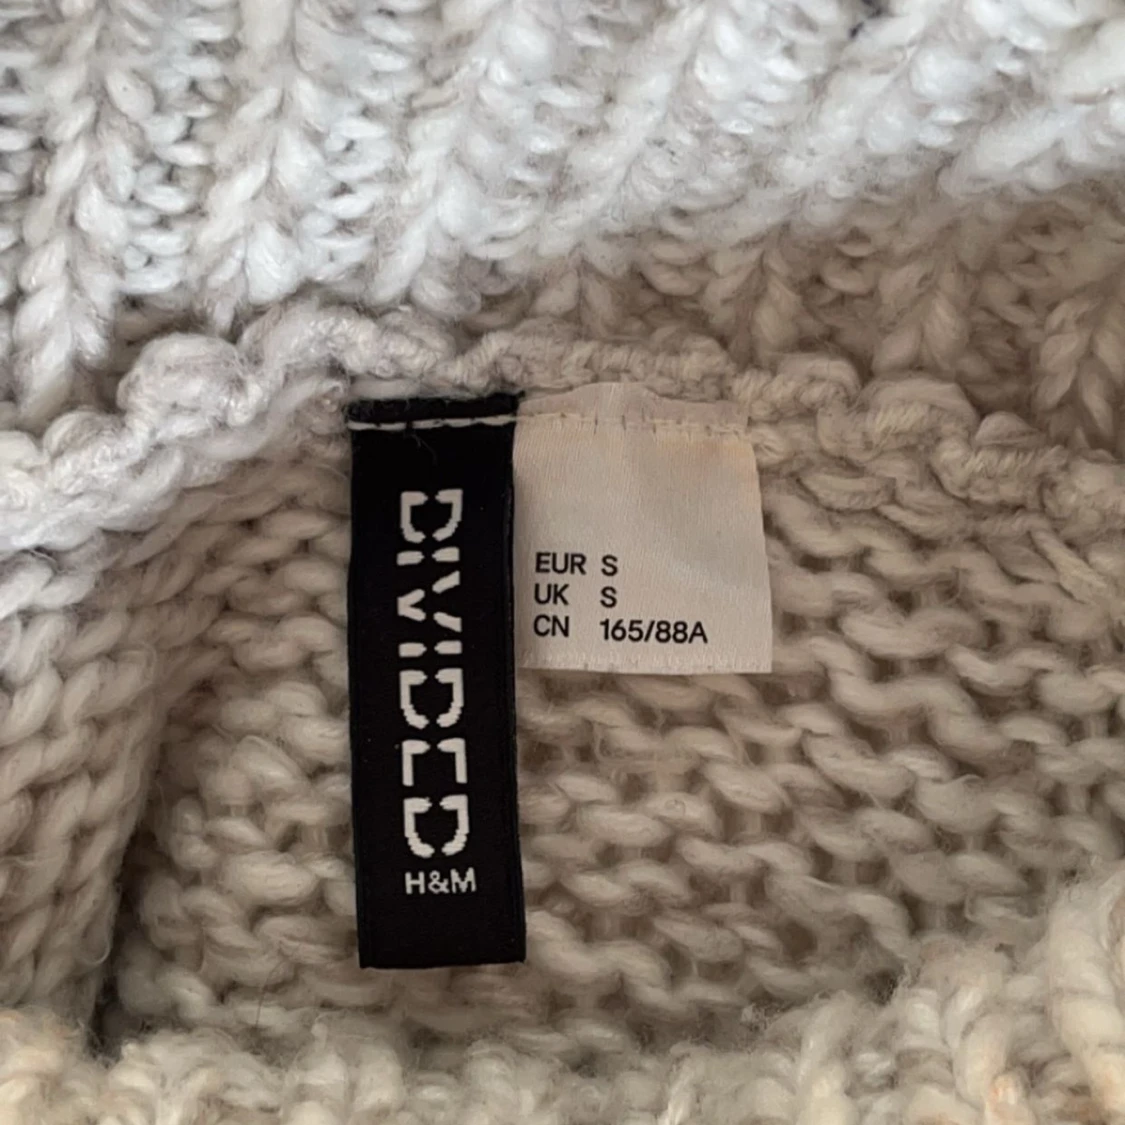 DIVIDED
H&M
EUR S
UK S
CN 165/88A